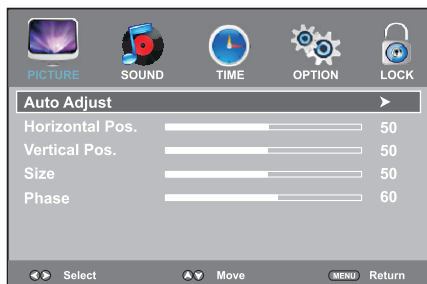 PICTURE SOUND TIME OPTION LOCK
Auto Adjust
Horizontal Pos. 50
Vertical Pos. 50
Size 50
Phase 60
Select Move MENU Return